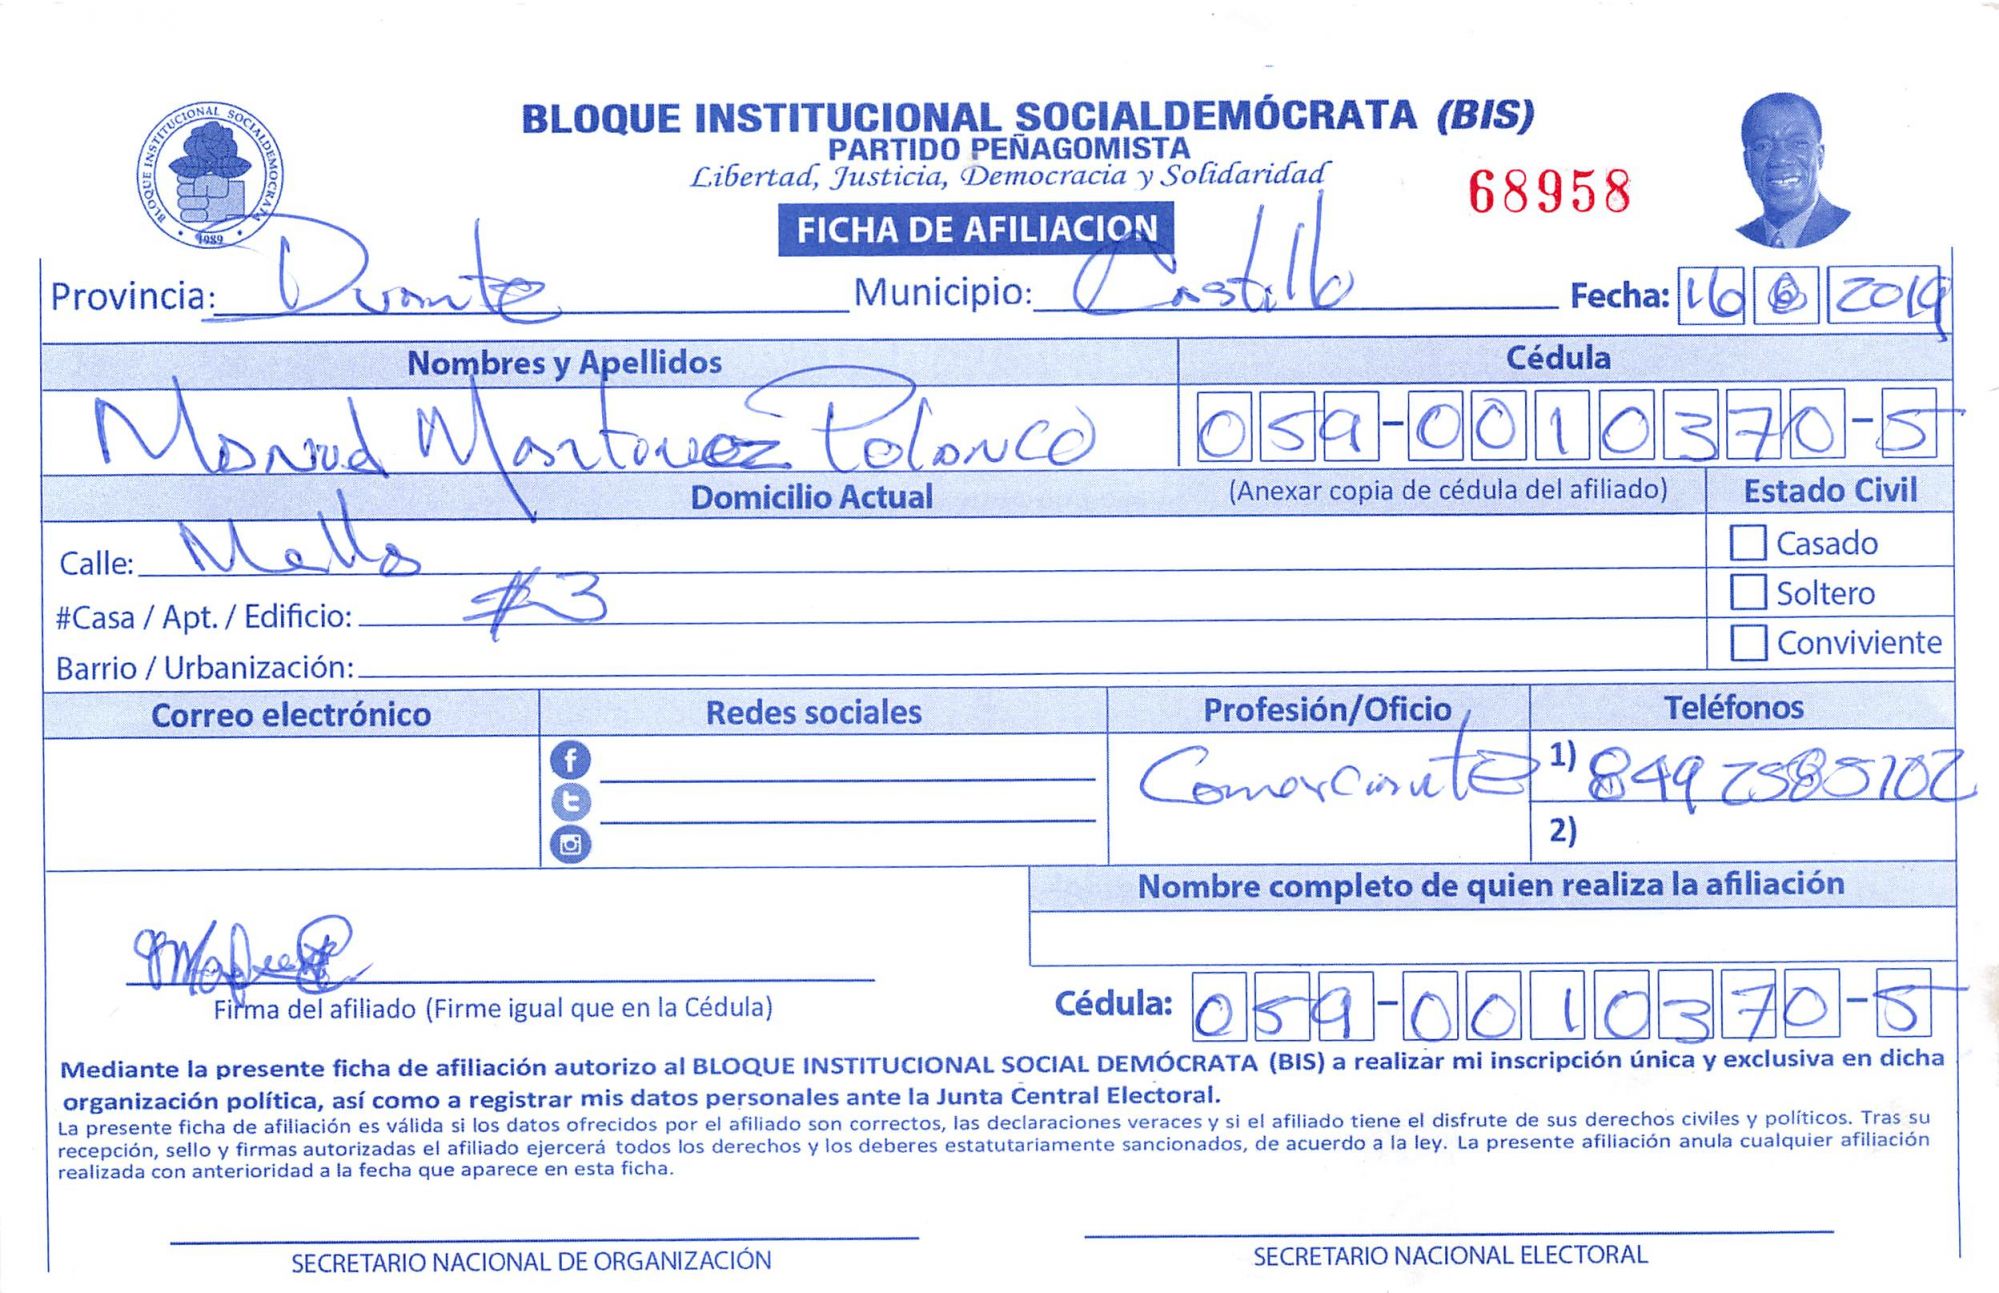 BLOQUE INSTITUCIONAL SOCIALDEMOCRATA
1989
BLOQUE INSTITUCIONAL SOCIALDEMÓCRATA (BIS)
PARTIDO PEÑAGOMISTA
Libertad, Justicia, Democracia y Solidaridad
68958
FICHA DE AFILIACION
Provincia: Duarte Municipio: Castillo Fecha: 16 6 2019
Nombres y Apellidos Cédula
Martinez Polanco 059-0010370-5
Domicilio Actual (Anexar copia de cédula del afiliado) Estado Civil
Calle: Mella Casado
#Casa / Apt. / Edificio: #3 Soltero
Barrio / Urbanización: Conviviente
Correo electrónico Redes sociales Profesión/Oficio Teléfonos
Comerciante 1) 8492585102
2)
Nombre completo de quien realiza la afiliación
Firma del afiliado (Firme igual que en la Cédula) Cédula: 059-0010370-5
Mediante la presente ficha de afiliación autorizo al BLOQUE INSTITUCIONAL SOCIAL DEMÓCRATA (BIS) a realizar mi inscripción única y exclusiva en dicha
organización política, así como a registrar mis datos personales ante la Junta Central Electoral.
La presente ficha de afiliación es válida si los datos ofrecidos por el afiliado son correctos, las declaraciones veraces y si el afiliado tiene el disfrute de sus derechos civiles y políticos. Tras su
recepción, sello y firmas autorizadas el afiliado ejercerá todos los derechos y los deberes estatutariamente sancionados, de acuerdo a la ley. La presente afiliación anula cualquier afiliación
realizada con anterioridad a la fecha que aparece en esta ficha.
SECRETARIO NACIONAL DE ORGANIZACIÓN SECRETARIO NACIONAL ELECTORAL